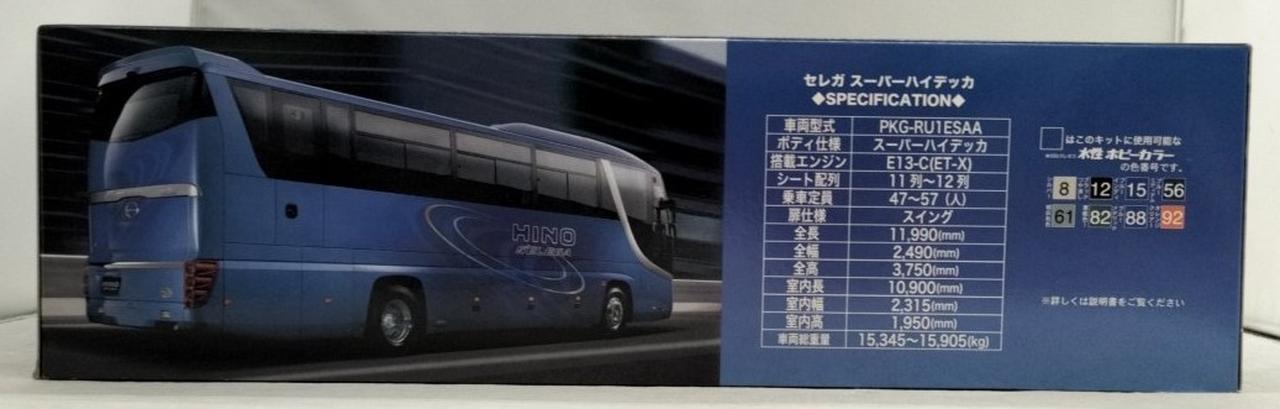 HINO
S'ELEGA
セレガ スーパーハイデッカ
◆SPECIFICATION◆
車両型式 PKG-RU1ESAA
ボディ仕様 スーパーハイデッカ
搭載エンジン E13-C(ET-X)
シート配列 11列〜12列
乗車定員 47〜57(人)
扉仕様 スイング
全長 11,990(mm)
全幅 2,490(mm)
全高 3,750(mm)
室内長 10,900(mm)
室内幅 2,315(mm)
室内高 1,950(mm)
車両総重量 15,345〜15,905(kg)
はこのキットに使用可能な
水性 ホビーカラー
の色番号です。
8 12 15 56
61 82 88 92
※詳しくは説明書をご覧ください